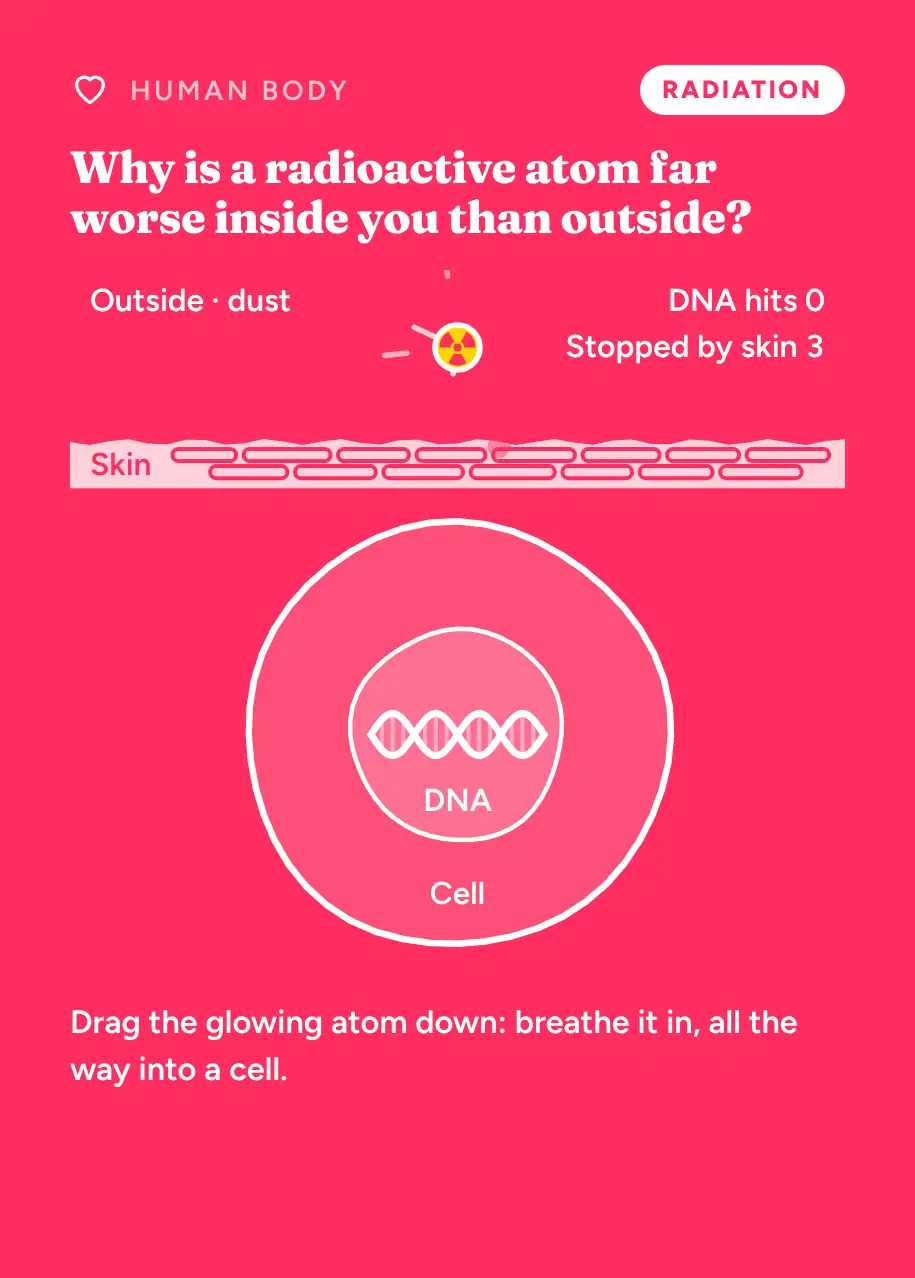 HUMAN BODY
RADIATION
Why is a radioactive atom far
worse inside you than outside?
Outside · dust
DNA hits 0
Stopped by skin 3
Skin
DNA
Cell
Drag the glowing atom down: breathe it in, all the
way into a cell.